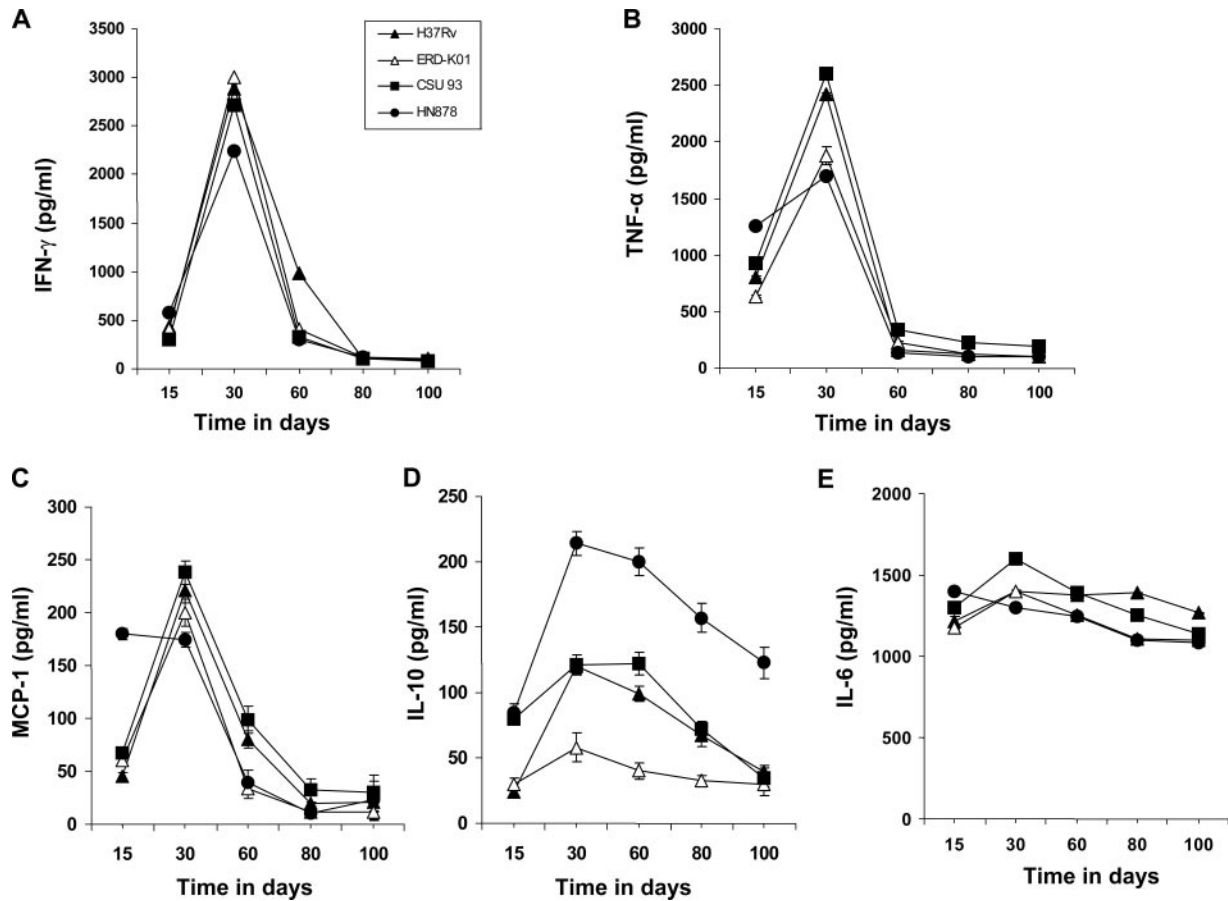 A
IFN-γ (pg/ml)
3500
3000
2500
2000
1500
1000
500
0
15 30 60 80 100
Time in days
H37Rv
ERD-K01
CSU 93
HN878
B
TNF-α (pg/ml)
3000
2500
2000
1500
1000
500
0
15 30 60 80 100
Time in days
C
MCP-1 (pg/ml)
300
250
200
150
100
50
0
15 30 60 80 100
Time in days
D
IL-10 (pg/ml)
250
200
150
100
50
0
15 30 60 80 100
Time in days
E
IL-6 (pg/ml)
2000
1500
1000
500
0
15 30 60 80 100
Time in days